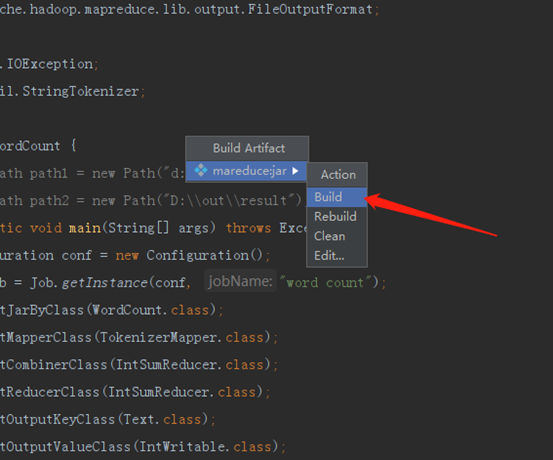 che.hadoop.mapreduce.lib.output.FileOutputFormat;
.IOException;
il.StringTokenizer;
ordCount {
Build Artifact
ath path1 = new Path("d:
mareduce:jar
Action
ath path2 = new Path("D:\\out\\result")
Build
Rebuild
tic void main(String[] args) throws Exce
Clean
uration conf = new Configuration();
Edit...
b = Job.getInstance(conf, jobName: "word count");
tJarByClass(WordCount.class);
tMapperClass(TokenizerMapper.class);
tCombinerClass(IntSumReducer.class);
tReducerClass(IntSumReducer.class);
tOutputKeyClass(Text.class);
tOutputValueClass(IntWritable.class);